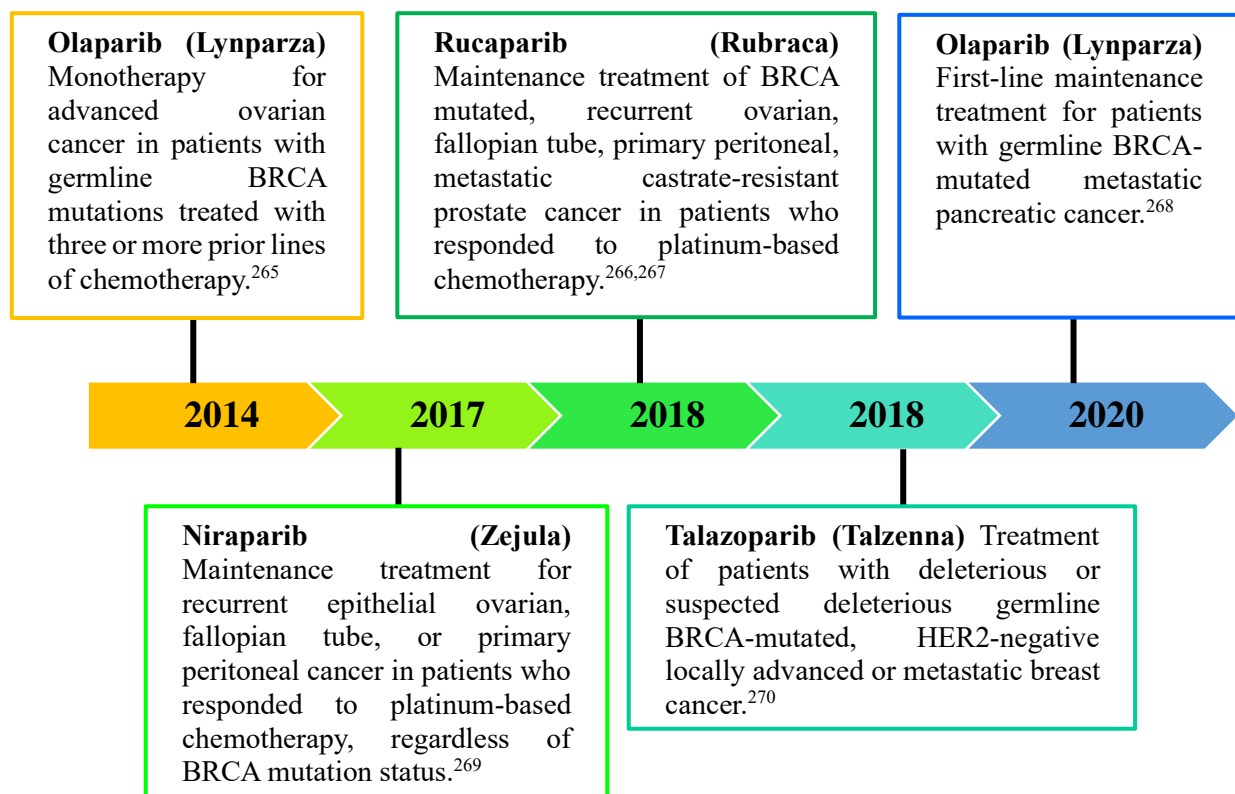 Olaparib (Lynparza)
Monotherapy for
advanced ovarian
cancer in patients with
germline BRCA
mutations treated with
three or more prior lines
of chemotherapy.265
Rucaparib (Rubraca)
Maintenance treatment of BRCA
mutated, recurrent ovarian,
fallopian tube, primary peritoneal,
metastatic castrate-resistant
prostate cancer in patients who
responded to platinum-based
chemotherapy.266,267
Olaparib (Lynparza)
First-line maintenance
treatment for patients
with germline BRCA-
mutated metastatic
pancreatic cancer.268
2014 2017 2018 2018 2020
Niraparib (Zejula)
Maintenance treatment for
recurrent epithelial ovarian,
fallopian tube, or primary
peritoneal cancer in patients who
responded to platinum-based
chemotherapy, regardless of
BRCA mutation status.269
Talazoparib (Talzenna) Treatment
of patients with deleterious or
suspected deleterious germline
BRCA-mutated, HER2-negative
locally advanced or metastatic breast
cancer.270